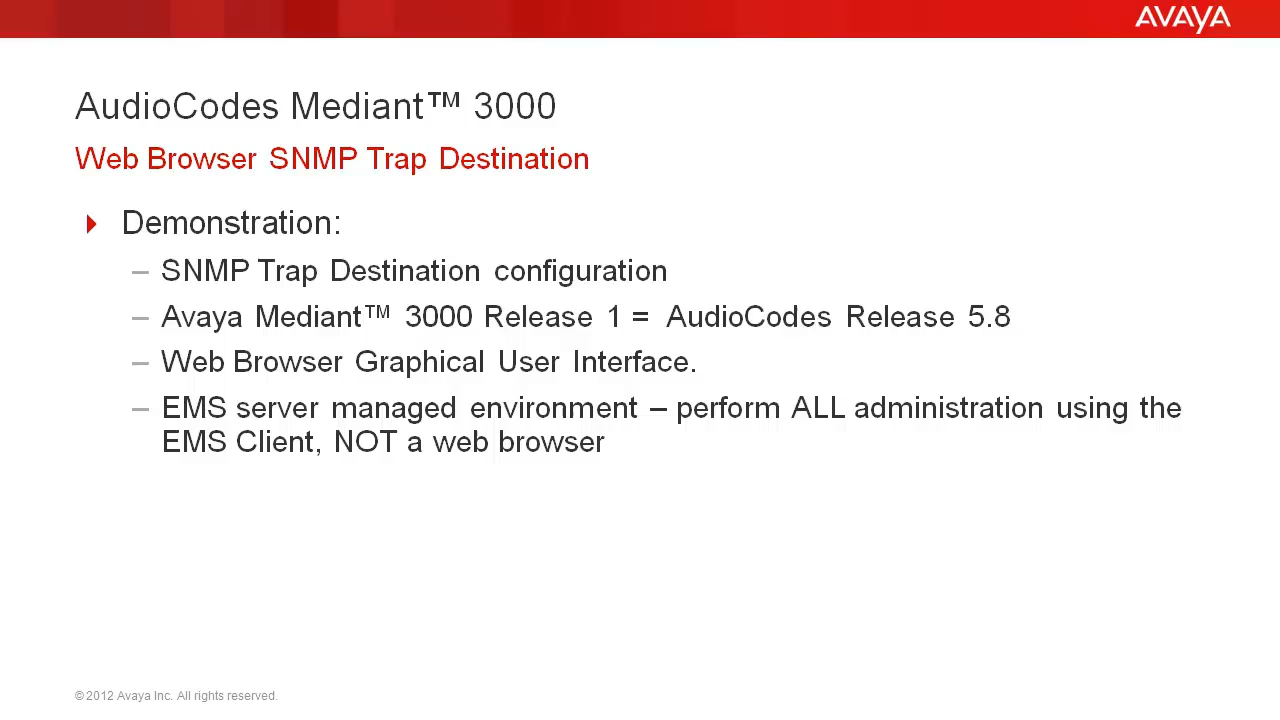 AVAYA
AudioCodes Mediant™ 3000
Web Browser SNMP Trap Destination
Demonstration:
– SNMP Trap Destination configuration
– Avaya Mediant™ 3000 Release 1 = AudioCodes Release 5.8
– Web Browser Graphical User Interface.
– EMS server managed environment – perform ALL administration using the
EMS Client, NOT a web browser
© 2012 Avaya Inc. All rights reserved.